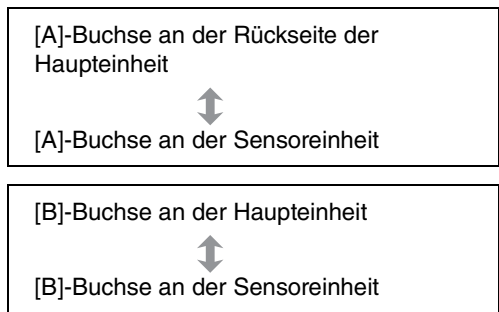 [A]-Buchse an der Rückseite der
Haupteinheit
[A]-Buchse an der Sensoreinheit
[B]-Buchse an der Haupteinheit
[B]-Buchse an der Sensoreinheit